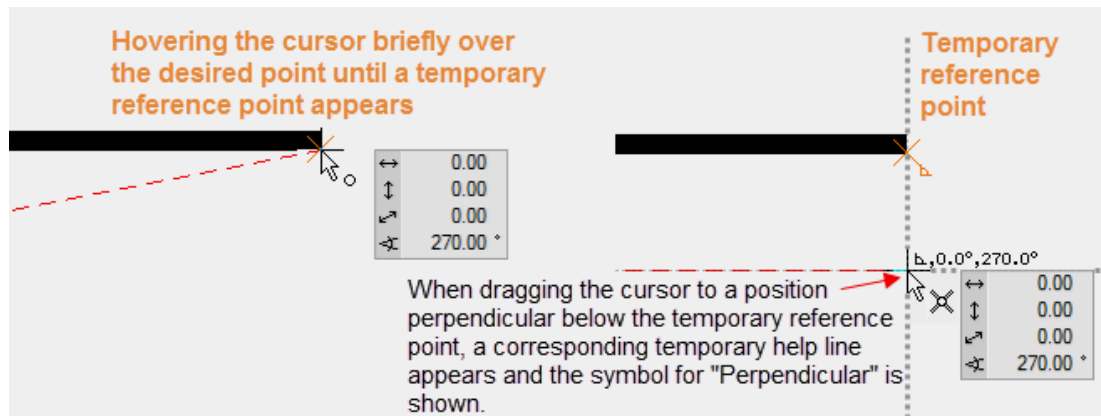 Hovering the cursor briefly over
the desired point until a temporary
reference point appears
Temporary
reference
point
↔ 0.00
↕ 0.00
⤢ 0.00
∢ 270.00 °
⊾,0.0°,270.0°
↔ 0.00
↕ 0.00
⤢ 0.00
∢ 270.00 °
When dragging the cursor to a position
perpendicular below the temporary reference
point, a corresponding temporary help line
appears and the symbol for "Perpendicular" is
shown.